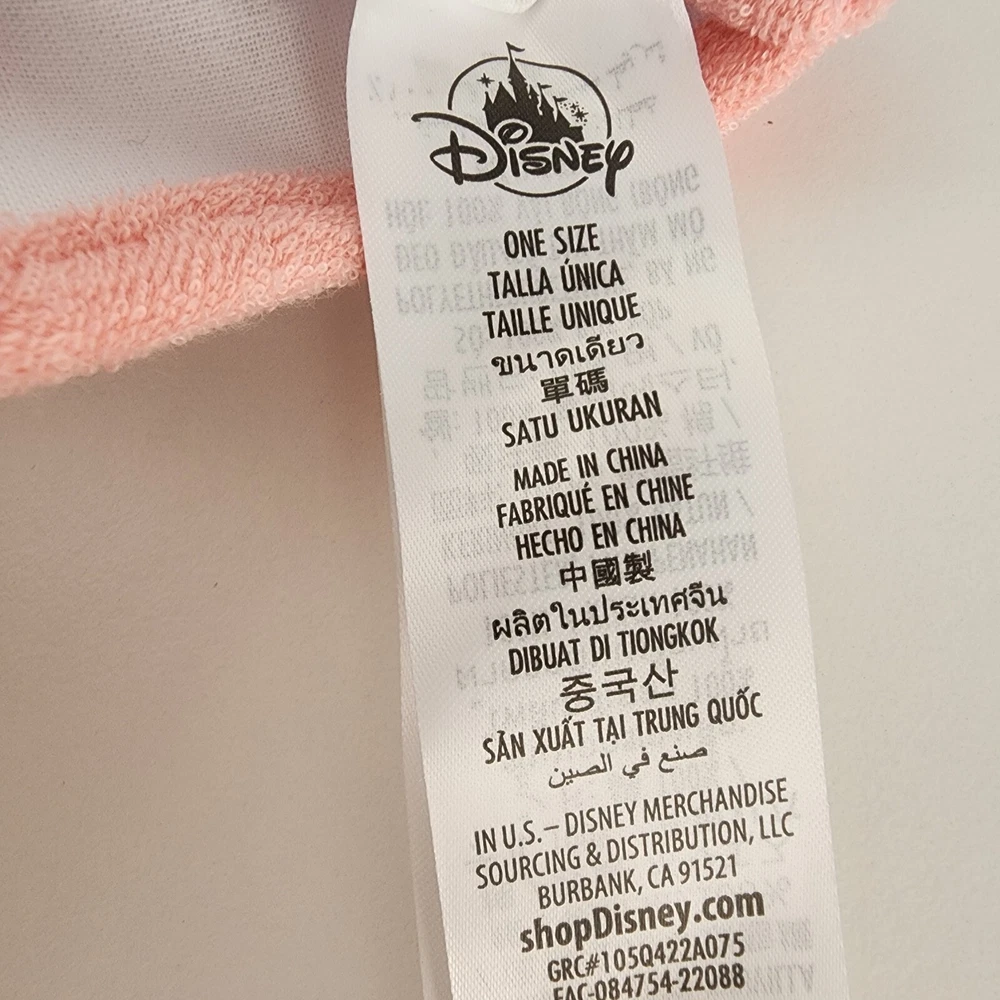 Disney
ONE SIZE
TALLA ÚNICA
TAILLE UNIQUE
ขนาดเดียว
單碼
SATU UKURAN
MADE IN CHINA
FABRIQUÉ EN CHINE
HECHO EN CHINA
中國製
ผลิตในประเทศจีน
DIBUAT DI TIONGKOK
중국산
SẢN XUẤT TẠI TRUNG QUỐC
صنع في الصين
IN U.S.– DISNEY MERCHANDISE
SOURCING & DISTRIBUTION, LLC
BURBANK, CA 91521
shopDisney.com
GRC#105Q422A075
FAC-084754-22088